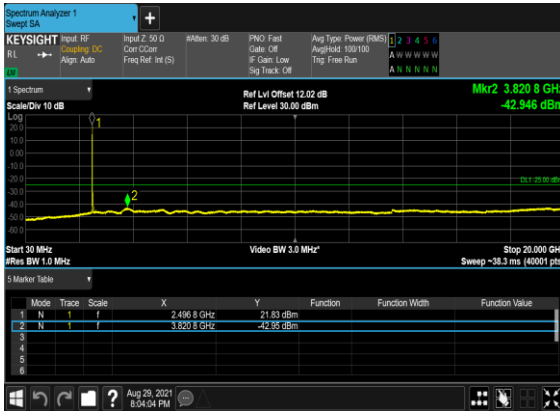 Spectrum Analyzer 1
Swept SA
+
KEYSIGHT Input: RF Input Z: 50 Ω #Atten: 30 dB PNO: Fast Avg Type: Power (RMS) 1 2 3 4 5 6
RL Coupling: DC Corr CCorr Gate: Off Avg|Hold: 100/100 A W W W W W
Align: Auto Freq Ref: Int (S) IF Gain: Low Trig: Free Run
Sig Track: Off A N N N N N
1 Spectrum Ref Lvl Offset 12.02 dB Mkr2 3.820 8 GHz
Scale/Div 10 dB Ref Level 30.00 dBm -42.946 dBm
Log
1
20.0
10.0
0.00
-10.0
-20.0
DL1 -25.00 dBm
-30.0
2
-40.0
-50.0
-60.0
Start 30 MHz Video BW 3.0 MHz* Stop 20.000 GHz
#Res BW 1.0 MHz Sweep ~38.3 ms (40001 pts)
5 Marker Table
Mode Trace Scale X Y Function Function Width Function Value
1 N 1 f 2.496 8 GHz 21.83 dBm
2 N 1 f 3.820 8 GHz -42.95 dBm
3
4
5
6
? Aug 29, 2021
8:04:04 PM